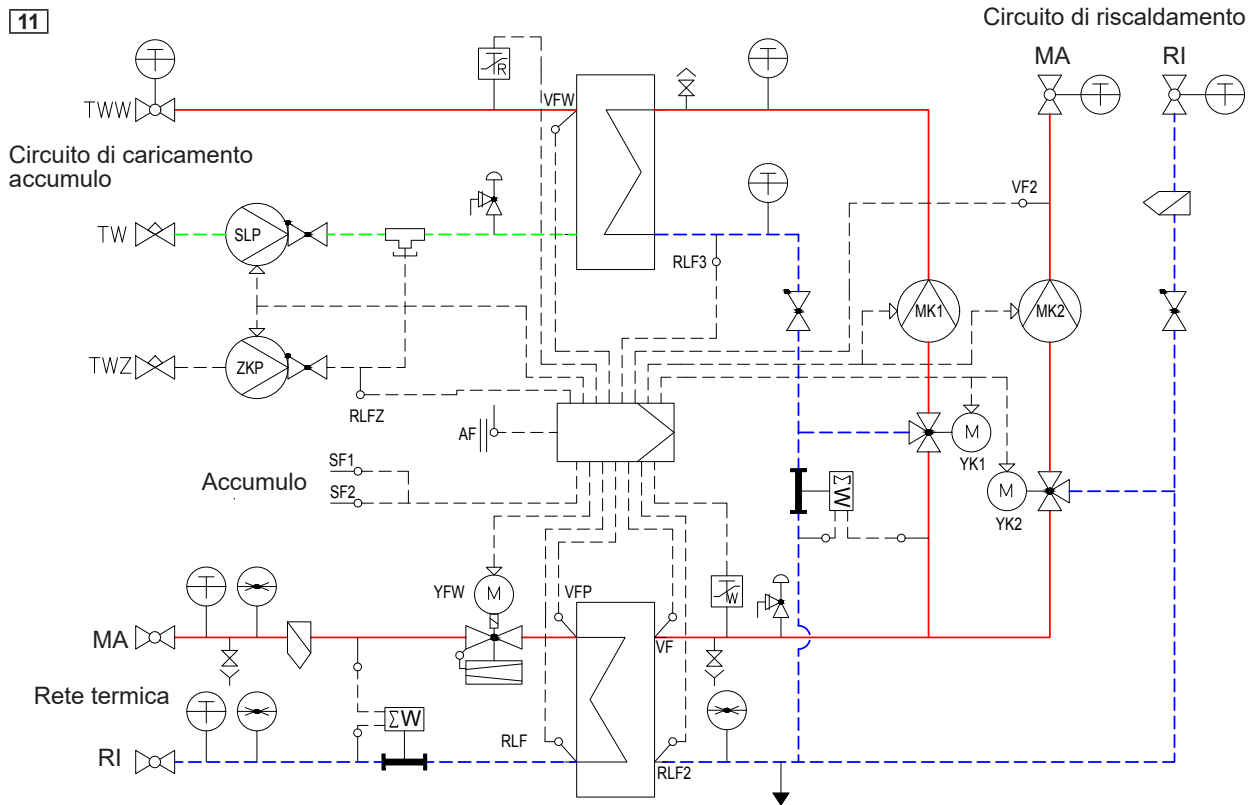 11
Circuito di riscaldamento
MA
RI
T
T
T
T
R
TWW
VFW
Circuito di caricamento
accumulo
T
VF2
TW
SLP
RLF3
MK1
MK2
TWZ
ZKP
RLFZ
AF
M
YK1
SF1
Accumulo
SF2
ΣW
M
YK2
YFW
M
VFP
W
T
MA
VF
Rete termica
T
ΣW
RLF
RI
RLF2